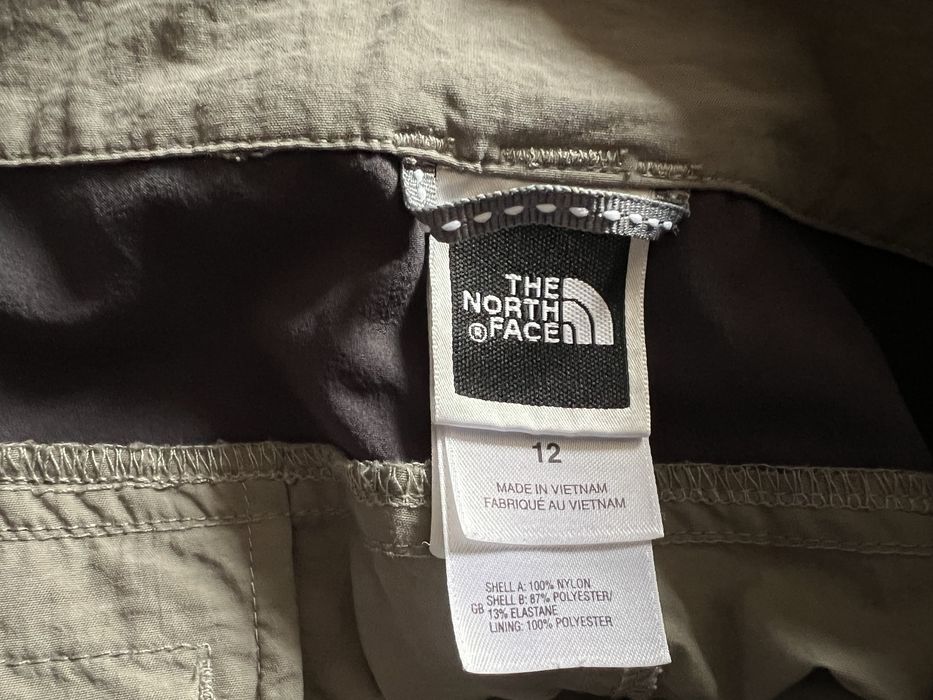 THE
NORTH
® FACE
12
MADE IN VIETNAM
FABRIQUÉ AU VIETNAM
SHELL A: 100% NYLON
SHELL B: 87% POLYESTER/
GB 13% ELASTANE
LINING: 100% POLYESTER